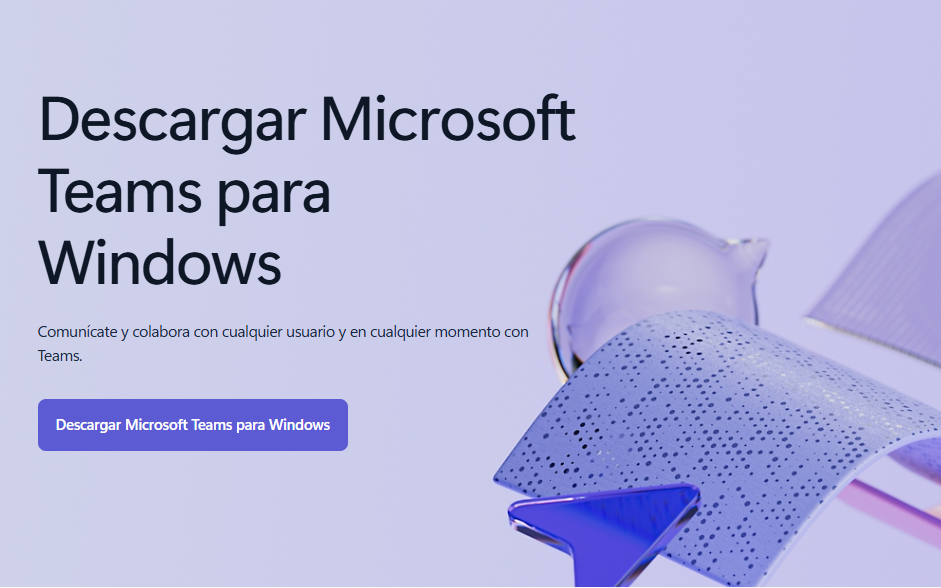 Descargar Microsoft
Teams para
Windows
Comunícate y colabora con cualquier usuario y en cualquier momento con
Teams.
Descargar Microsoft Teams para Windows